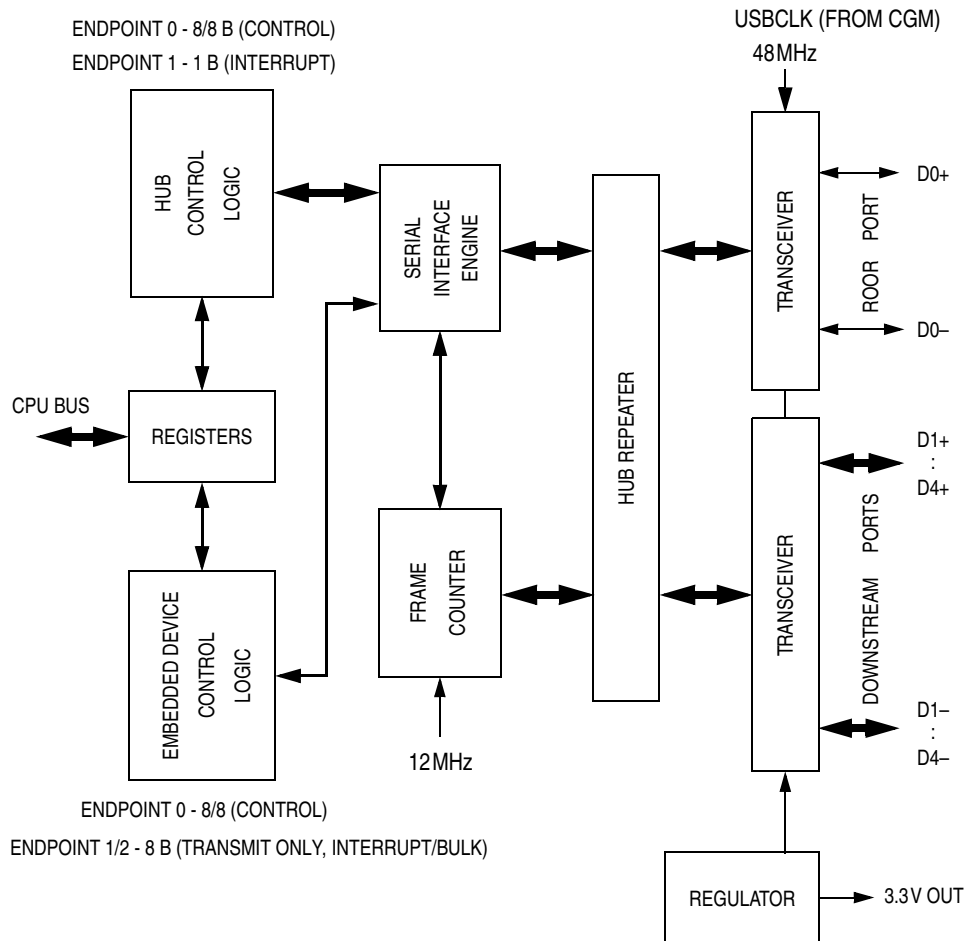 ENDPOINT 0 - 8/8 B (CONTROL)
ENDPOINT 1 - 1 B (INTERRUPT)
USBCLK (FROM CGM)
48MHz
HUB
CONTROL
LOGIC
SERIAL
INTERFACE
ENGINE
HUB REPEATER
TRANSCEIVER
ROOR PORT
D0+
D0–
CPU BUS
REGISTERS
EMBEDDED DEVICE
CONTROL
LOGIC
FRAME
COUNTER
12MHz
TRANSCEIVER
DOWNSTREAM PORTS
D1+
:
D4+
D1–
:
D4–
ENDPOINT 0 - 8/8 (CONTROL)
ENDPOINT 1/2 - 8 B (TRANSMIT ONLY, INTERRUPT/BULK)
REGULATOR
3.3V OUT